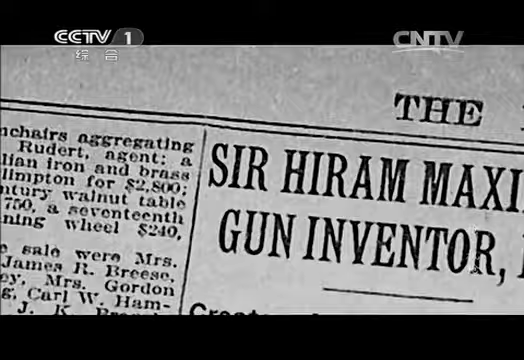 CCTV 1
综合
CNTV
THE
nchairs aggregating
Rudert, agent; a
lian iron and brass
limpton for $2,800;
ntury walnut table
750, a seventeenth
ning wheel $240,
e sale were Mrs.
James R. Breese,
ey, Mrs. Gordon
g, Carl W. Ham-
J. K.
SIR HIRAM MAXI
GUN INVENTOR,